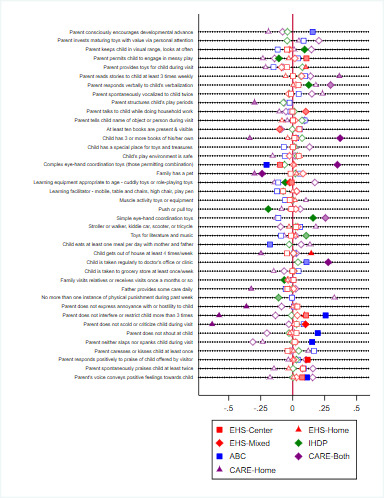 Parent consciously encourages developmental advance
Parent invests maturing toys with value via personal attention
Parent keeps child in visual range, looks at often
Parent permits child to engage in messy play
Parent provides toys for child during visit
Parent reads stories to child at least 3 times weekly
Parent responds verbally to child's verbalization
Parent spontaneously vocalized to child twice
Parent structures child's play periods
Parent talks to child while doing household work
Parent tells child name of object or person during visit
At least ten books are present & visible
Child has 3 or more books of his/her own
Child has a special place for toys and treasures
Child's play environment is safe
Complex eye-hand coordination toys (those permitting combination)
Family has a pet
Learning equipment appropriate to age - cuddly toys or role-playing toys
Learning facilitators - mobile, table and chairs, high chair, play pen
Muscle activity toys or equipment
Push or pull toy
Simple eye-hand coordination toys
Stroller or walker, kiddie car, scooter, or tricycle
Toys for literature and music
Child eats at least one meal per day with mother and father
Child gets out of house at least 4 times/week
Child is taken regularly to doctor's office or clinic
Child is taken to grocery store at least once/week
Family visits relatives or receives visits once a months or so
Father provides some care daily
No more than one instance of physical punishment during past week
Parent does not express annoyance with or hostility to child
Parent does not interfere or restrict child more than 3 times
Parent does not scold or criticize child during visit
Parent does not shout at child
Parent neither slaps nor spanks child during visit
Parent caresses or kisses child at least once
Parent responds positively to praise of child offered by visitor
Parent spontaneously praises child at least twice
Parent's voice conveys positive feelings towards child
-.5 -.25 0 .25 .5
EHS-Center EHS-Home
EHS-Mixed IHDP
ABC CARE-Both
CARE-Home